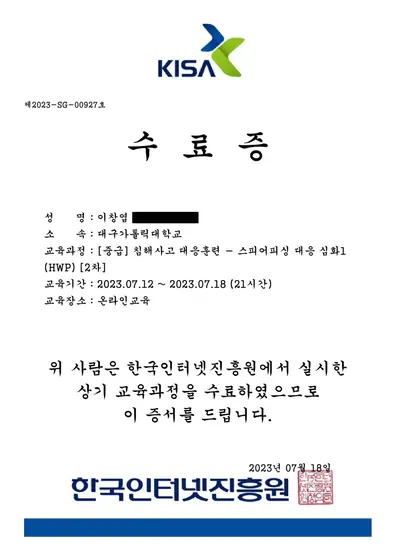 KISA
제2023-SG-00927호
수 료 증
성 명 : 이창엽
소 속 : 대구가톨릭대학교
교육과정 : [중급] 침해사고 대응훈련 - 스피어피싱 대응 심화1
(HWP) [2차]
교육기간 : 2023.07.12 ~ 2023.07.18 (21시간)
교육장소 : 온라인교육
위 사람은 한국인터넷진흥원에서 실시한
상기 교육과정을 수료하였으므로
이 증서를 드립니다.
2023년 07월 18일
한국인터넷진흥원